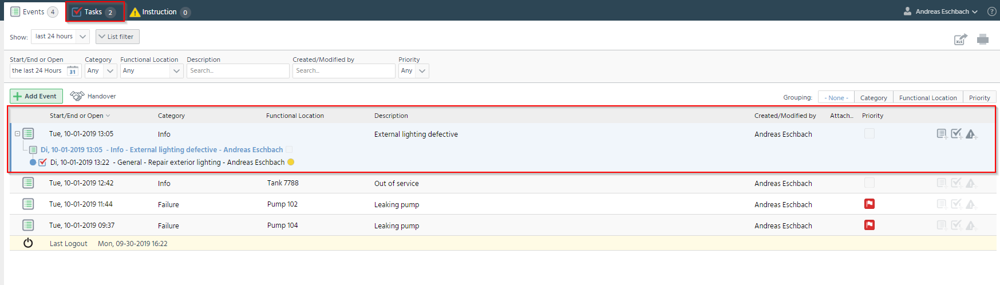 Events 4 Tasks 2 Instruction 0 Andreas Eschbach ?
Show: last 24 hours List filter XLS
Start/End or Open Category Functional Location Description Created/Modified by Priority
the last 24 Hours 31 Any Any Search... Search... Any
Add Event Handover Grouping: - None - Category Functional Location Priority
Start/End or Open Category Functional Location Description Created/Modified by Attach... Priority
Tue, 10-01-2019 13:05 Info External lighting defective Andreas Eschbach
Di, 10-01-2019 13:05 - Info - External lighting defective - Andreas Eschbach
Di, 10-01-2019 13:22 - General - Repair exterior lighting - Andreas Eschbach
Tue, 10-01-2019 12:42 Info Tank 7788 Out of service Andreas Eschbach
Tue, 10-01-2019 11:44 Failure Pump 102 Leaking pump Andreas Eschbach
Tue, 10-01-2019 09:37 Failure Pump 104 Leaking pump Andreas Eschbach
Last Logout Mon, 09-30-2019 16:22